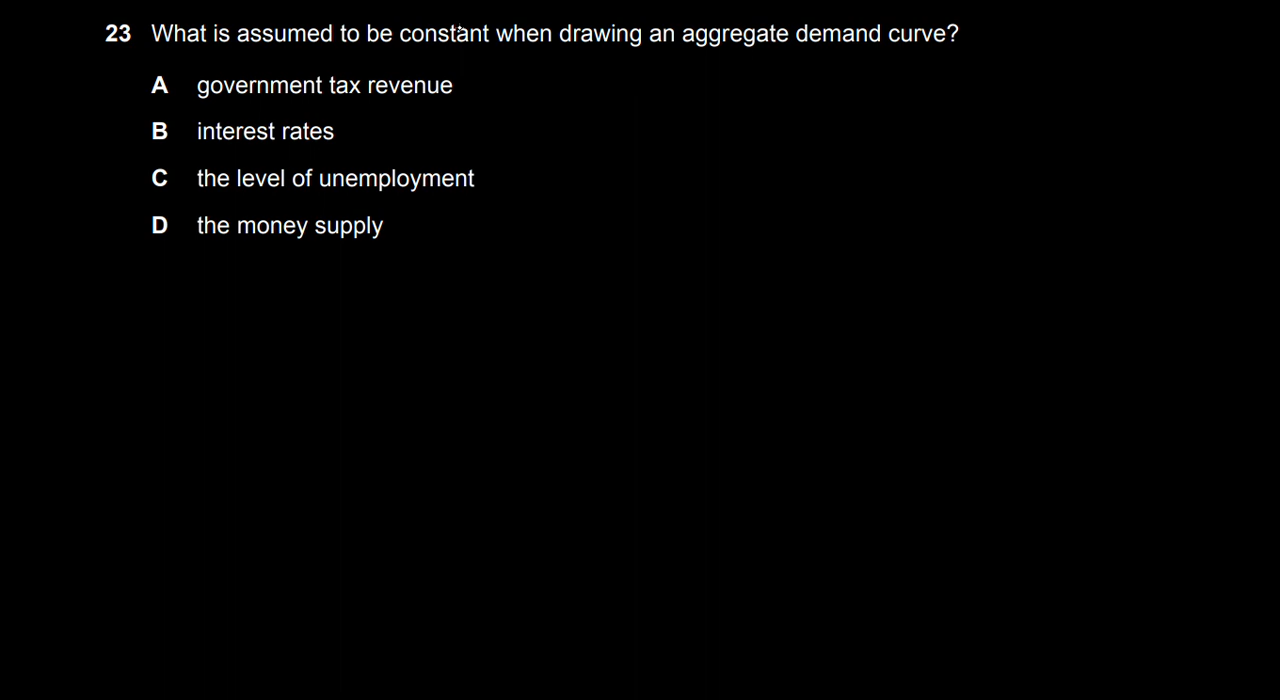 23 What is assumed to be constant when drawing an aggregate demand curve?
A government tax revenue
B interest rates
C the level of unemployment
D the money supply